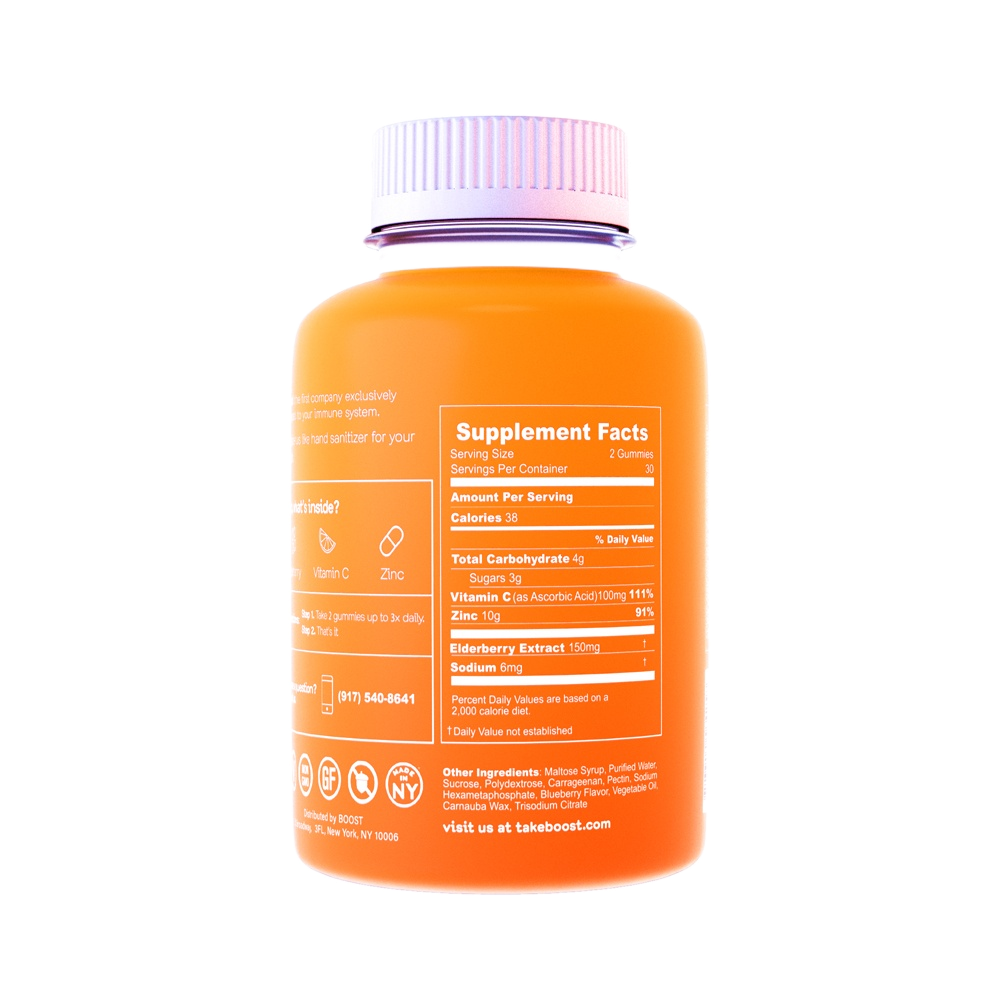 first company exclusively
for your immune system.
us like hand sanitizer for your
what's inside?
Vitamin C
Zinc
Step 1. Take 2 gummies up to 3x daily.
Step 2. That's it
question?
(917) 540-8641
GF
MADE IN NY
Distributed by BOOST
3FL, New York, NY 10006
Supplement Facts
Serving Size 2 Gummies
Servings Per Container 30
Amount Per Serving
Calories 38
% Daily Value
Total Carbohydrate 4g
Sugars 3g
Vitamin C (as Ascorbic Acid) 100mg 111%
Zinc 10g 91%
Elderberry Extract 150mg †
Sodium 6mg †
Percent Daily Values are based on a
2,000 calorie diet.
† Daily Value not established
Other Ingredients: Maltose Syrup, Purified Water,
Sucrose, Polydextrose, Carrageenan, Pectin, Sodium
Hexametaphosphate, Blueberry Flavor, Vegetable Oil,
Carnauba Wax, Trisodium Citrate
visit us at takeboost.com